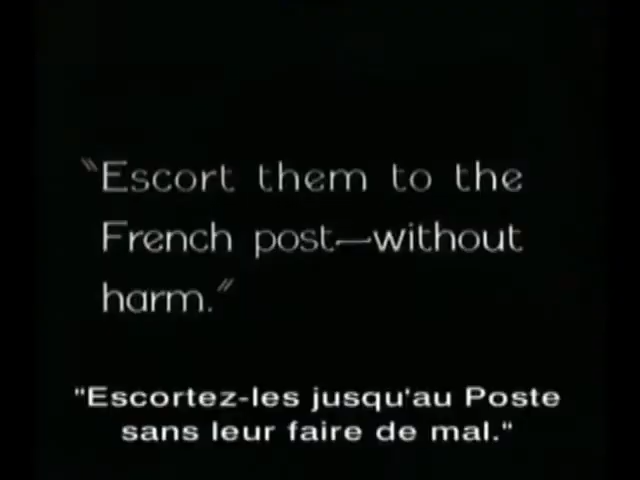 "Escort them to the
French post—without
harm."
"Escortez-les jusqu'au Poste
sans leur faire de mal."